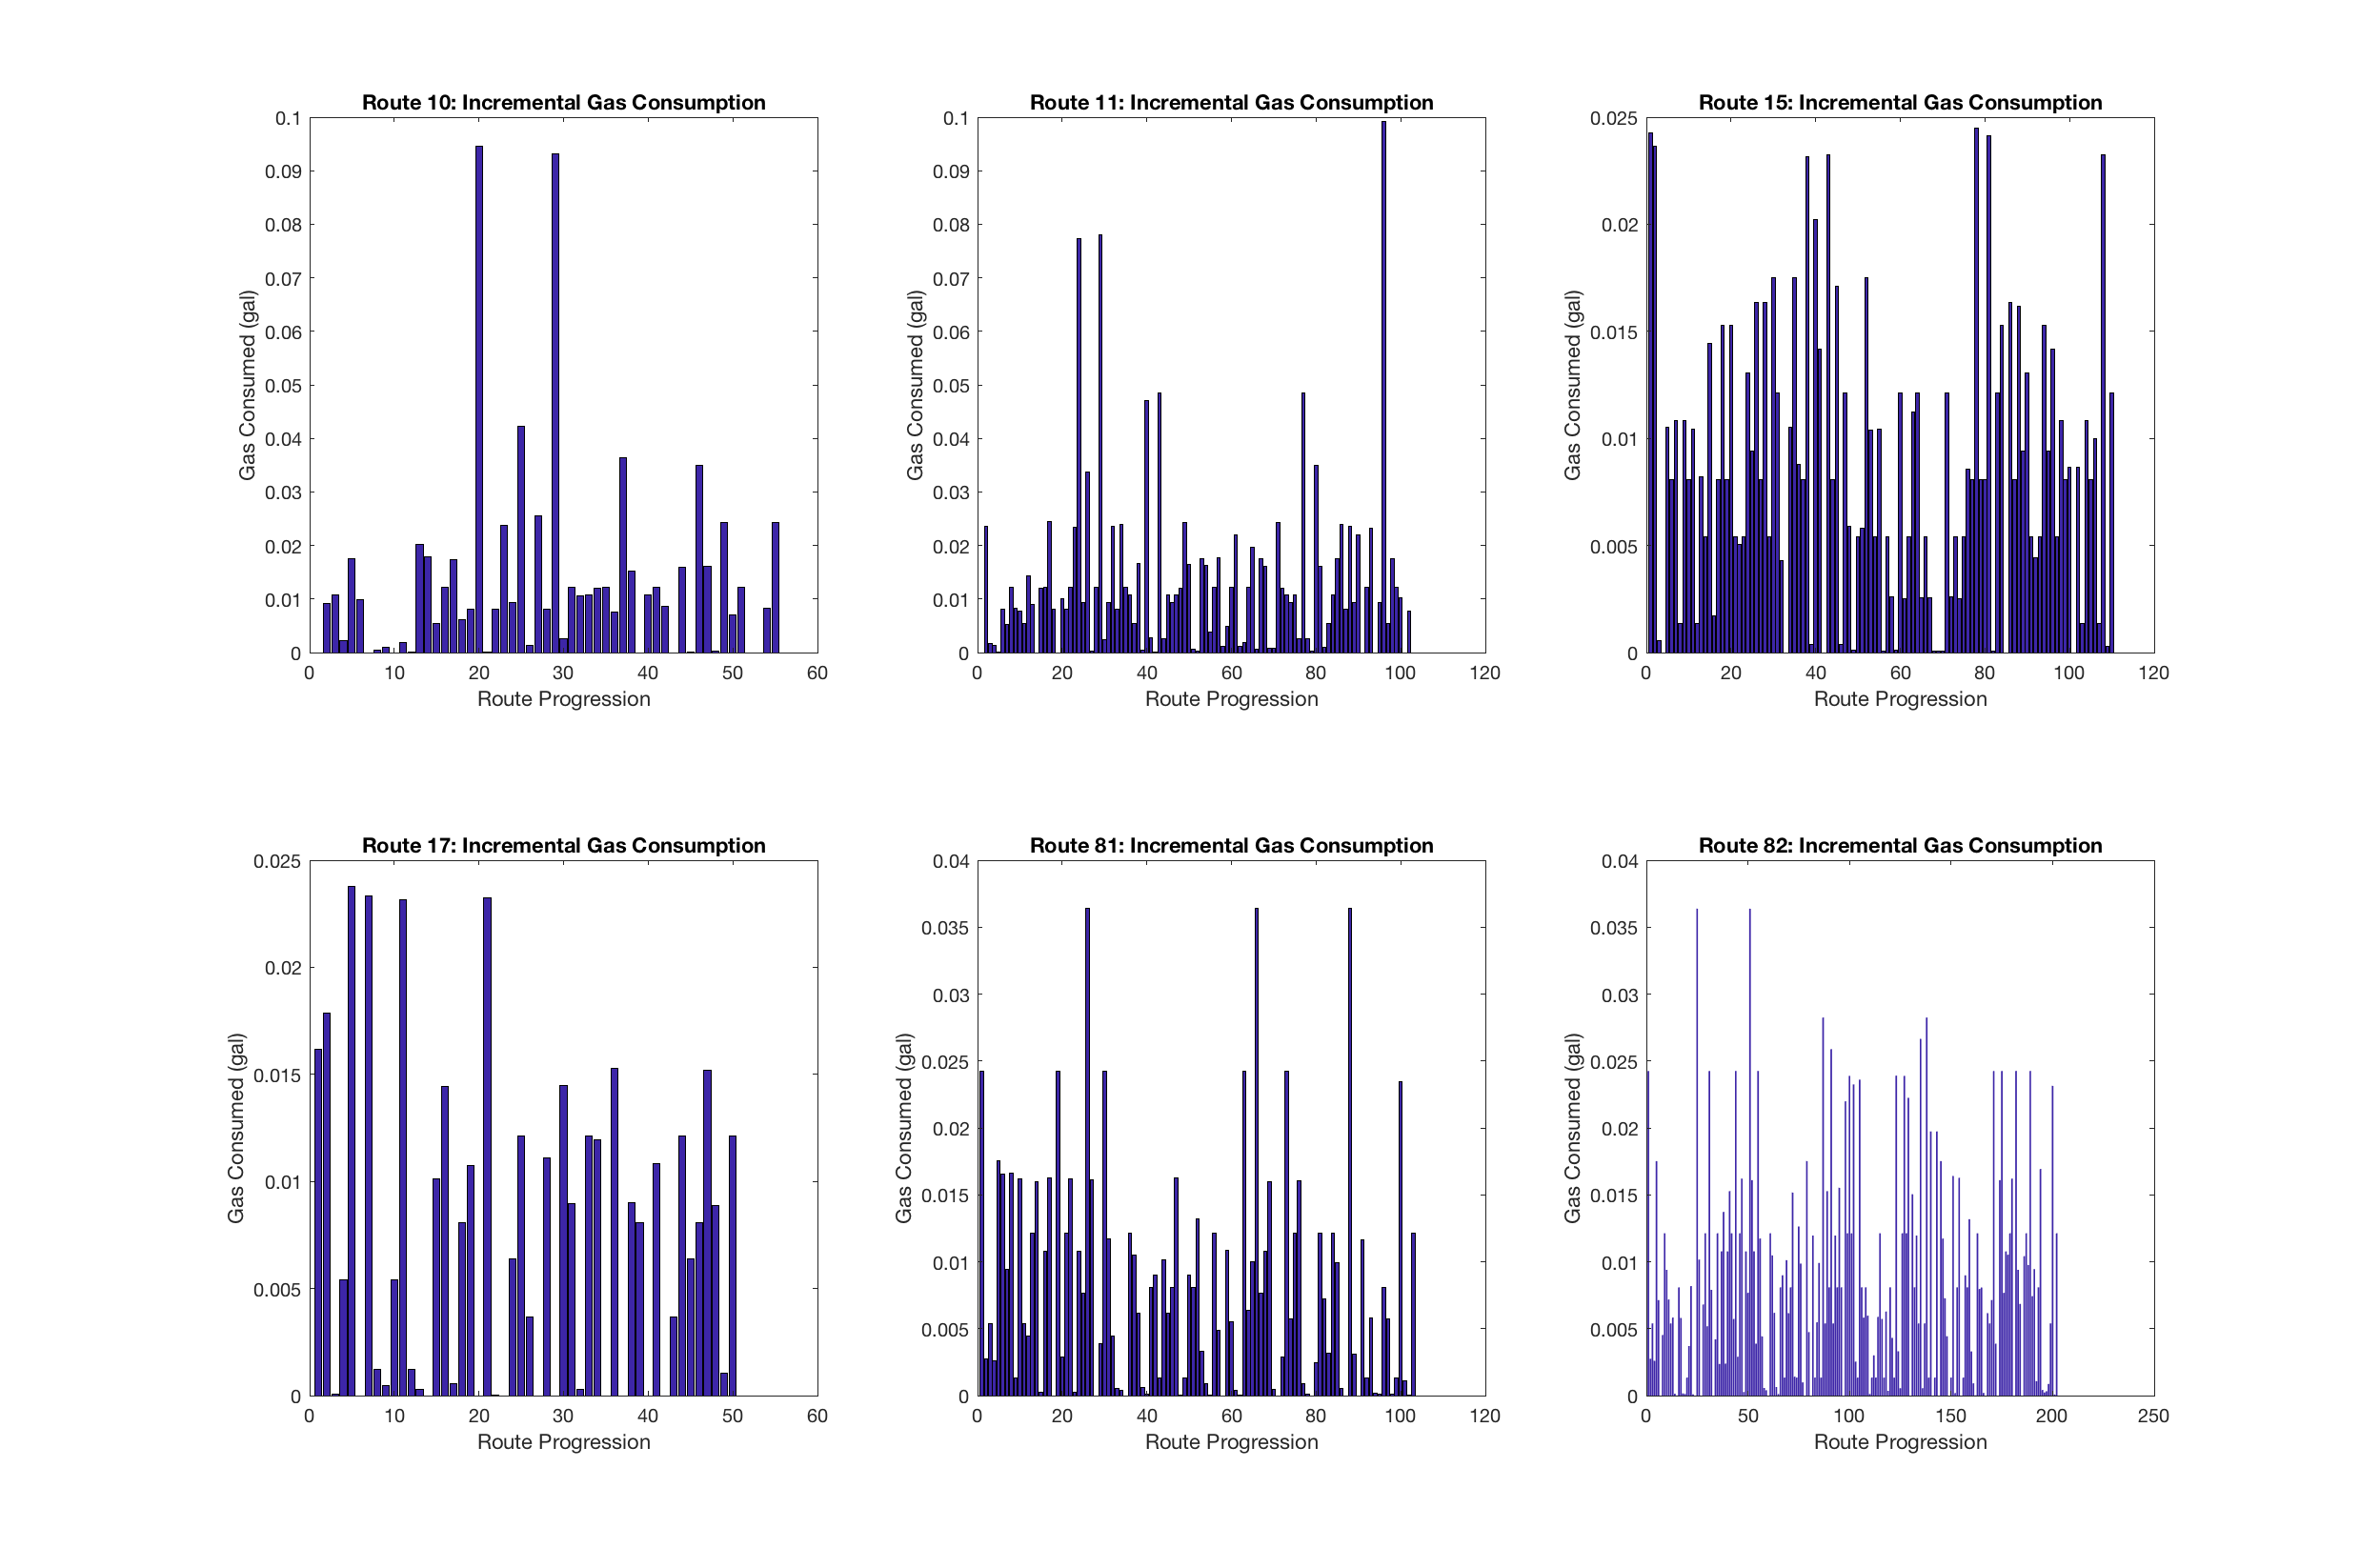 Route 10: Incremental Gas Consumption
0.1
0.09
0.08
0.07
0.06
0.05
0.04
0.03
0.02
0.01
0
Gas Consumed (gal)
0 10 20 30 40 50 60
Route Progression
Route 11: Incremental Gas Consumption
0.1
0.09
0.08
0.07
0.06
0.05
0.04
0.03
0.02
0.01
0
Gas Consumed (gal)
0 20 40 60 80 100 120
Route Progression
Route 15: Incremental Gas Consumption
0.025
0.02
0.015
0.01
0.005
0
Gas Consumed (gal)
0 20 40 60 80 100 120
Route Progression
Route 17: Incremental Gas Consumption
0.025
0.02
0.015
0.01
0.005
0
Gas Consumed (gal)
0 10 20 30 40 50 60
Route Progression
Route 81: Incremental Gas Consumption
0.04
0.035
0.03
0.025
0.02
0.015
0.01
0.005
0
Gas Consumed (gal)
0 20 40 60 80 100 120
Route Progression
Route 82: Incremental Gas Consumption
0.04
0.035
0.03
0.025
0.02
0.015
0.01
0.005
0
Gas Consumed (gal)
0 50 100 150 200 250
Route Progression